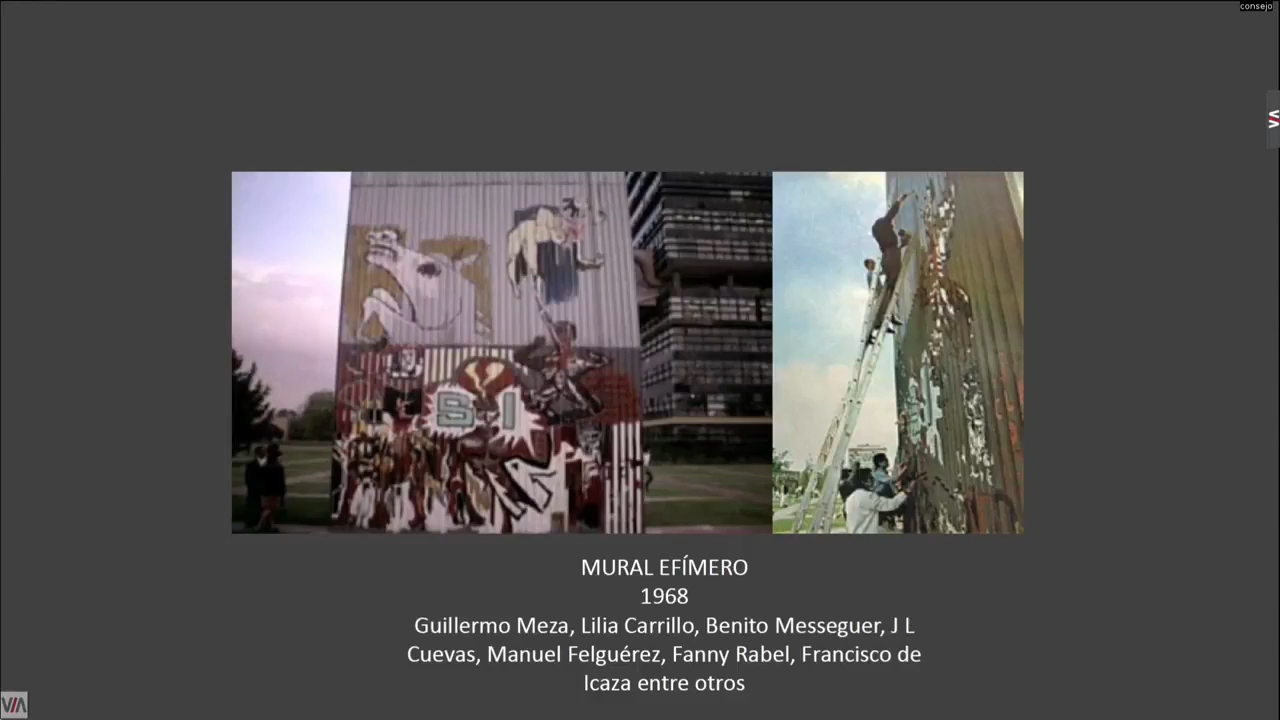 consejo
SI
MURAL EFÍMERO
1968
Guillermo Meza, Lilia Carrillo, Benito Messeguer, J L
Cuevas, Manuel Felguérez, Fanny Rabel, Francisco de
Icaza entre otros
VIA